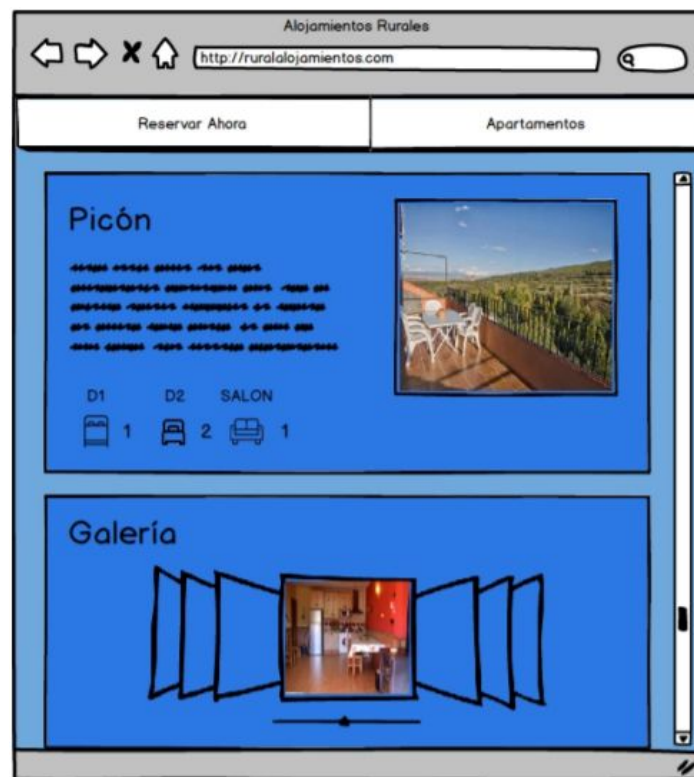 Alojamientos Rurales
http://ruralalojamientos.com
Reservar Ahora
Apartamentos
Picón
D1 D2 SALON
1 2 1
Galería